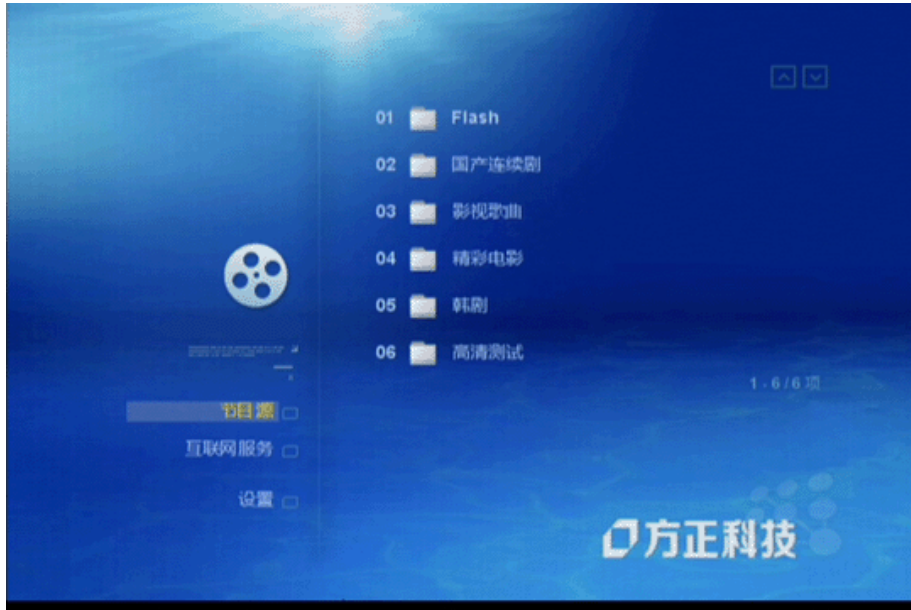 01 Flash
02 国产连续剧
03 影视歌曲
04 精彩电影
05 韩剧
06 高清测试
1-6/6 项
节目源
互联网服务
设置
方正科技